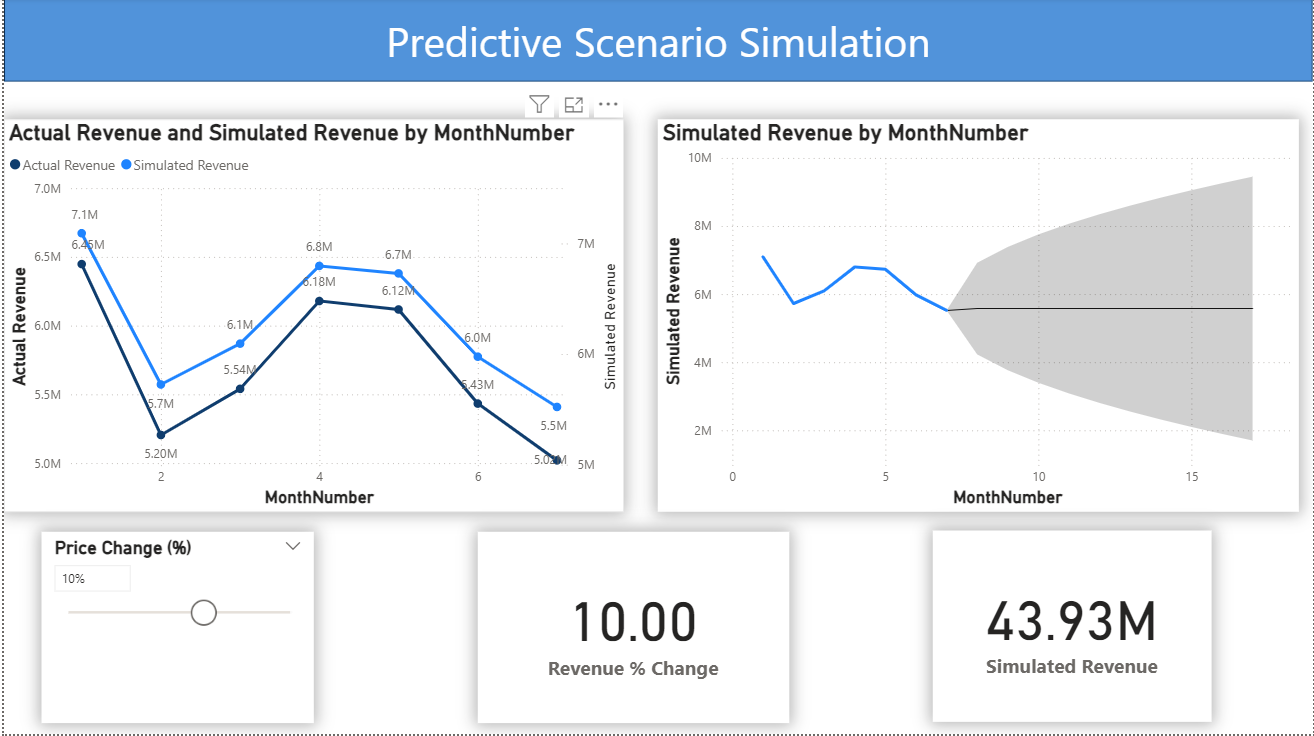 Predictive Scenario Simulation
Actual Revenue and Simulated Revenue by MonthNumber
Actual Revenue Simulated Revenue
7.0M
6.5M
6.0M
5.5M
5.0M
Actual Revenue
7.1M
6.45M
5.7M
5.20M
6.1M
5.54M
6.8M
6.18M
6.7M
6.12M
6.0M
5.43M
5.5M
7M
6M
5M
Simulated Revenue
2 4 6
MonthNumber
Simulated Revenue by MonthNumber
10M
8M
6M
4M
2M
Simulated Revenue
0 5 10 15
MonthNumber
Price Change (%)
10%
10.00
Revenue % Change
43.93M
Simulated Revenue